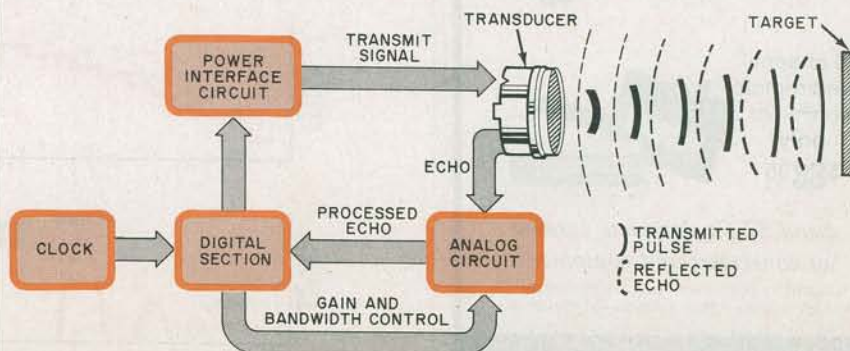 TRANSDUCER
TARGET
TRANSMIT
SIGNAL
POWER
INTERFACE
CIRCUIT
ECHO
CLOCK
DIGITAL
SECTION
PROCESSED
ECHO
ANALOG
CIRCUIT
TRANSMITTED
PULSE
REFLECTED
ECHO
GAIN AND
BANDWIDTH CONTROL